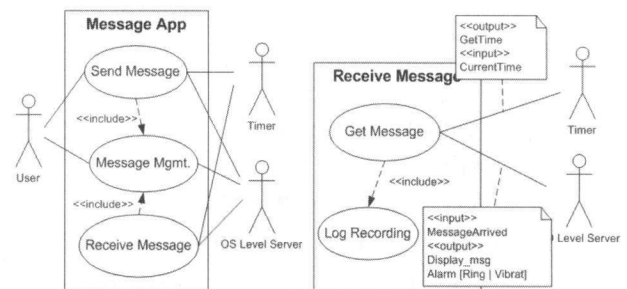 Message App
Send Message
<<include>>
Message Mgmt.
<<include>>
Receive Message
User
Timer
OS Level Server
<<output>>
GetTime
<<input>>
CurrentTime
Receive Message
Get Message
<<include>>
Log Recording
Timer
Level Server
<<input>>
MessageArrived
<<output>>
Display_msg
Alarm [Ring | Vibrat]